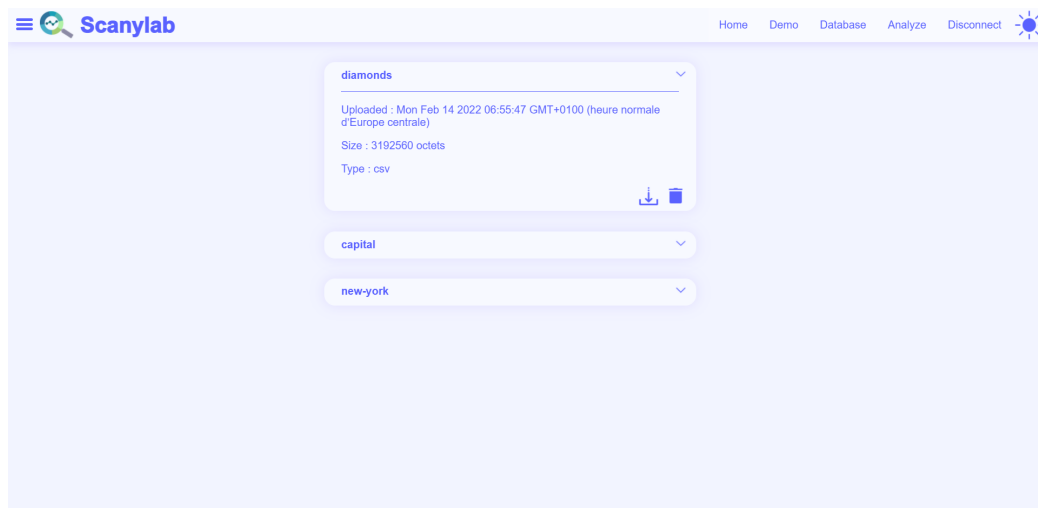 Scanylab
Home Demo Database Analyze Disconnect
diamonds
Uploaded : Mon Feb 14 2022 06:55:47 GMT+0100 (heure normale
d'Europe centrale)
Size : 3192560 octets
Type : csv
capital
new-york